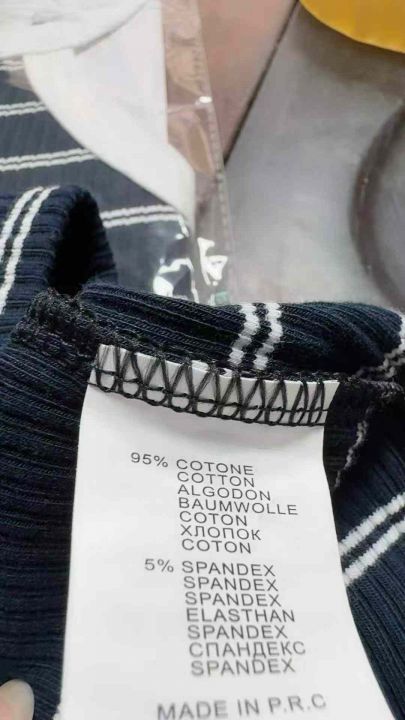 95% COTONE
COTTON
ALGODON
BAUMWOLLE
COTON
ХЛОПОК
COTON
5% SPANDEX
SPANDEX
SPANDEX
ELASTHAN
SPANDEX
СПАНДЕКС
SPANDEX
MADE IN P.R.C